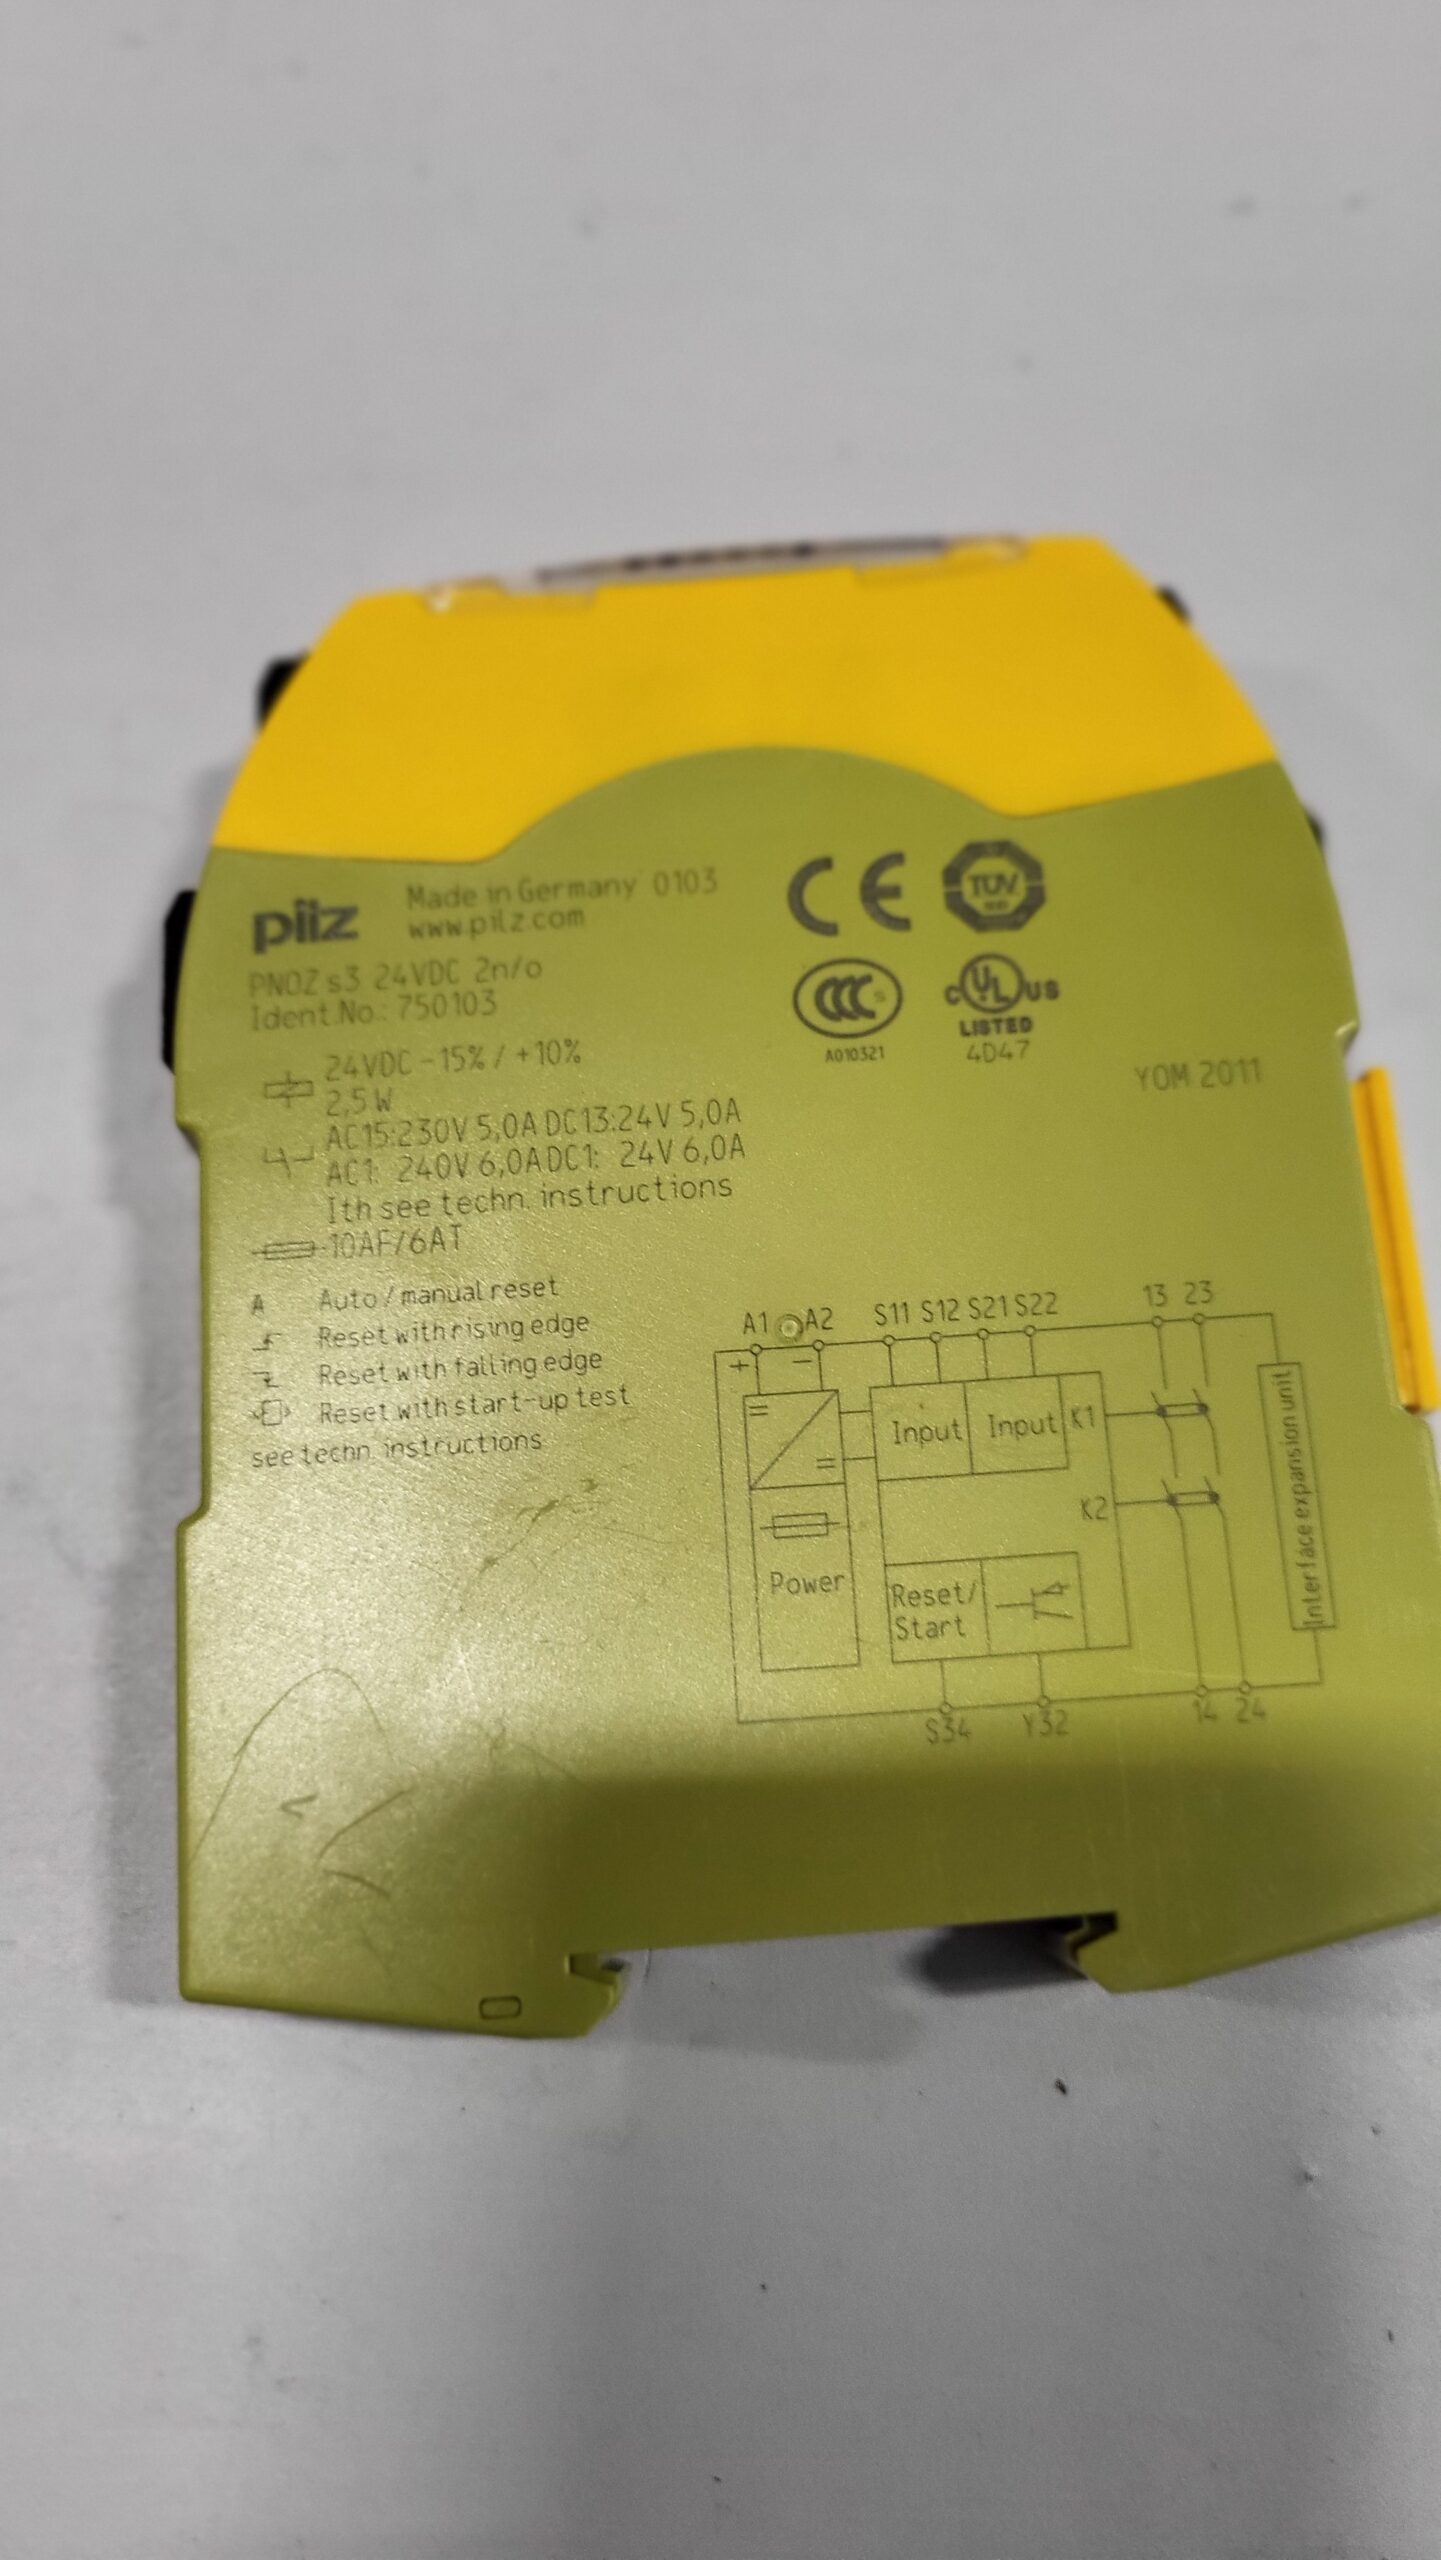 pilz
Made in Germany 0103
www.pilz.com
PNOZ s3 24VDC 2n/o
Ident.No.: 750103
24VDC -15% / +10%
2,5W
AC15:230V 5,0A DC13:24V 5,0A
AC1: 240V 6,0A DC1: 24V 6,0A
Ith see techn. instructions
10AF/6AT
A Auto / manual reset
Reset with rising edge
Reset with falling edge
Reset with start-up test
see techn. instructions
CE
TÜV
CCC S
A010321
C UL US
LISTED
4D47
YOM 2011
A1 A2 S11 S12 S21 S22 13 23
+ −
Input Input K1
K2
Power
Reset/
Start
Interface expansion unit
S34 Y32 14 24